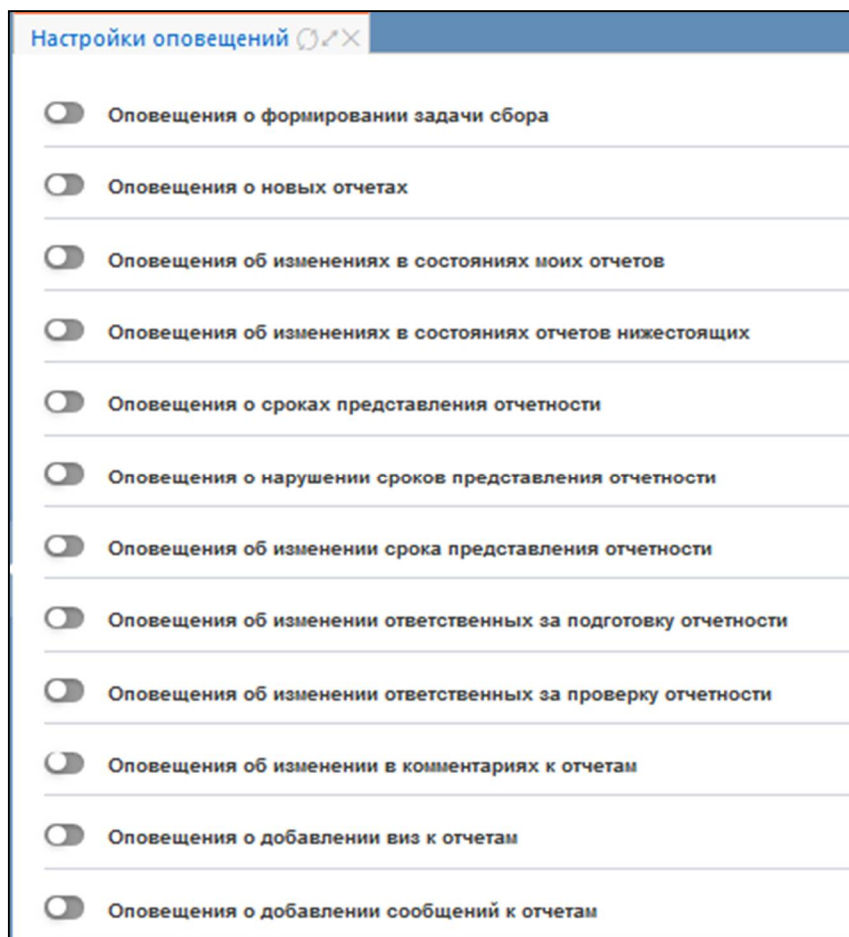 Настройки оповещений
Оповещения о формировании задачи сбора
Оповещения о новых отчетах
Оповещения об изменениях в состояниях моих отчетов
Оповещения об изменениях в состояниях отчетов нижестоящих
Оповещения о сроках представления отчетности
Оповещения о нарушении сроков представления отчетности
Оповещения об изменении срока представления отчетности
Оповещения об изменении ответственных за подготовку отчетности
Оповещения об изменении ответственных за проверку отчетности
Оповещения об изменении в комментариях к отчетам
Оповещения о добавлении виз к отчетам
Оповещения о добавлении сообщений к отчетам